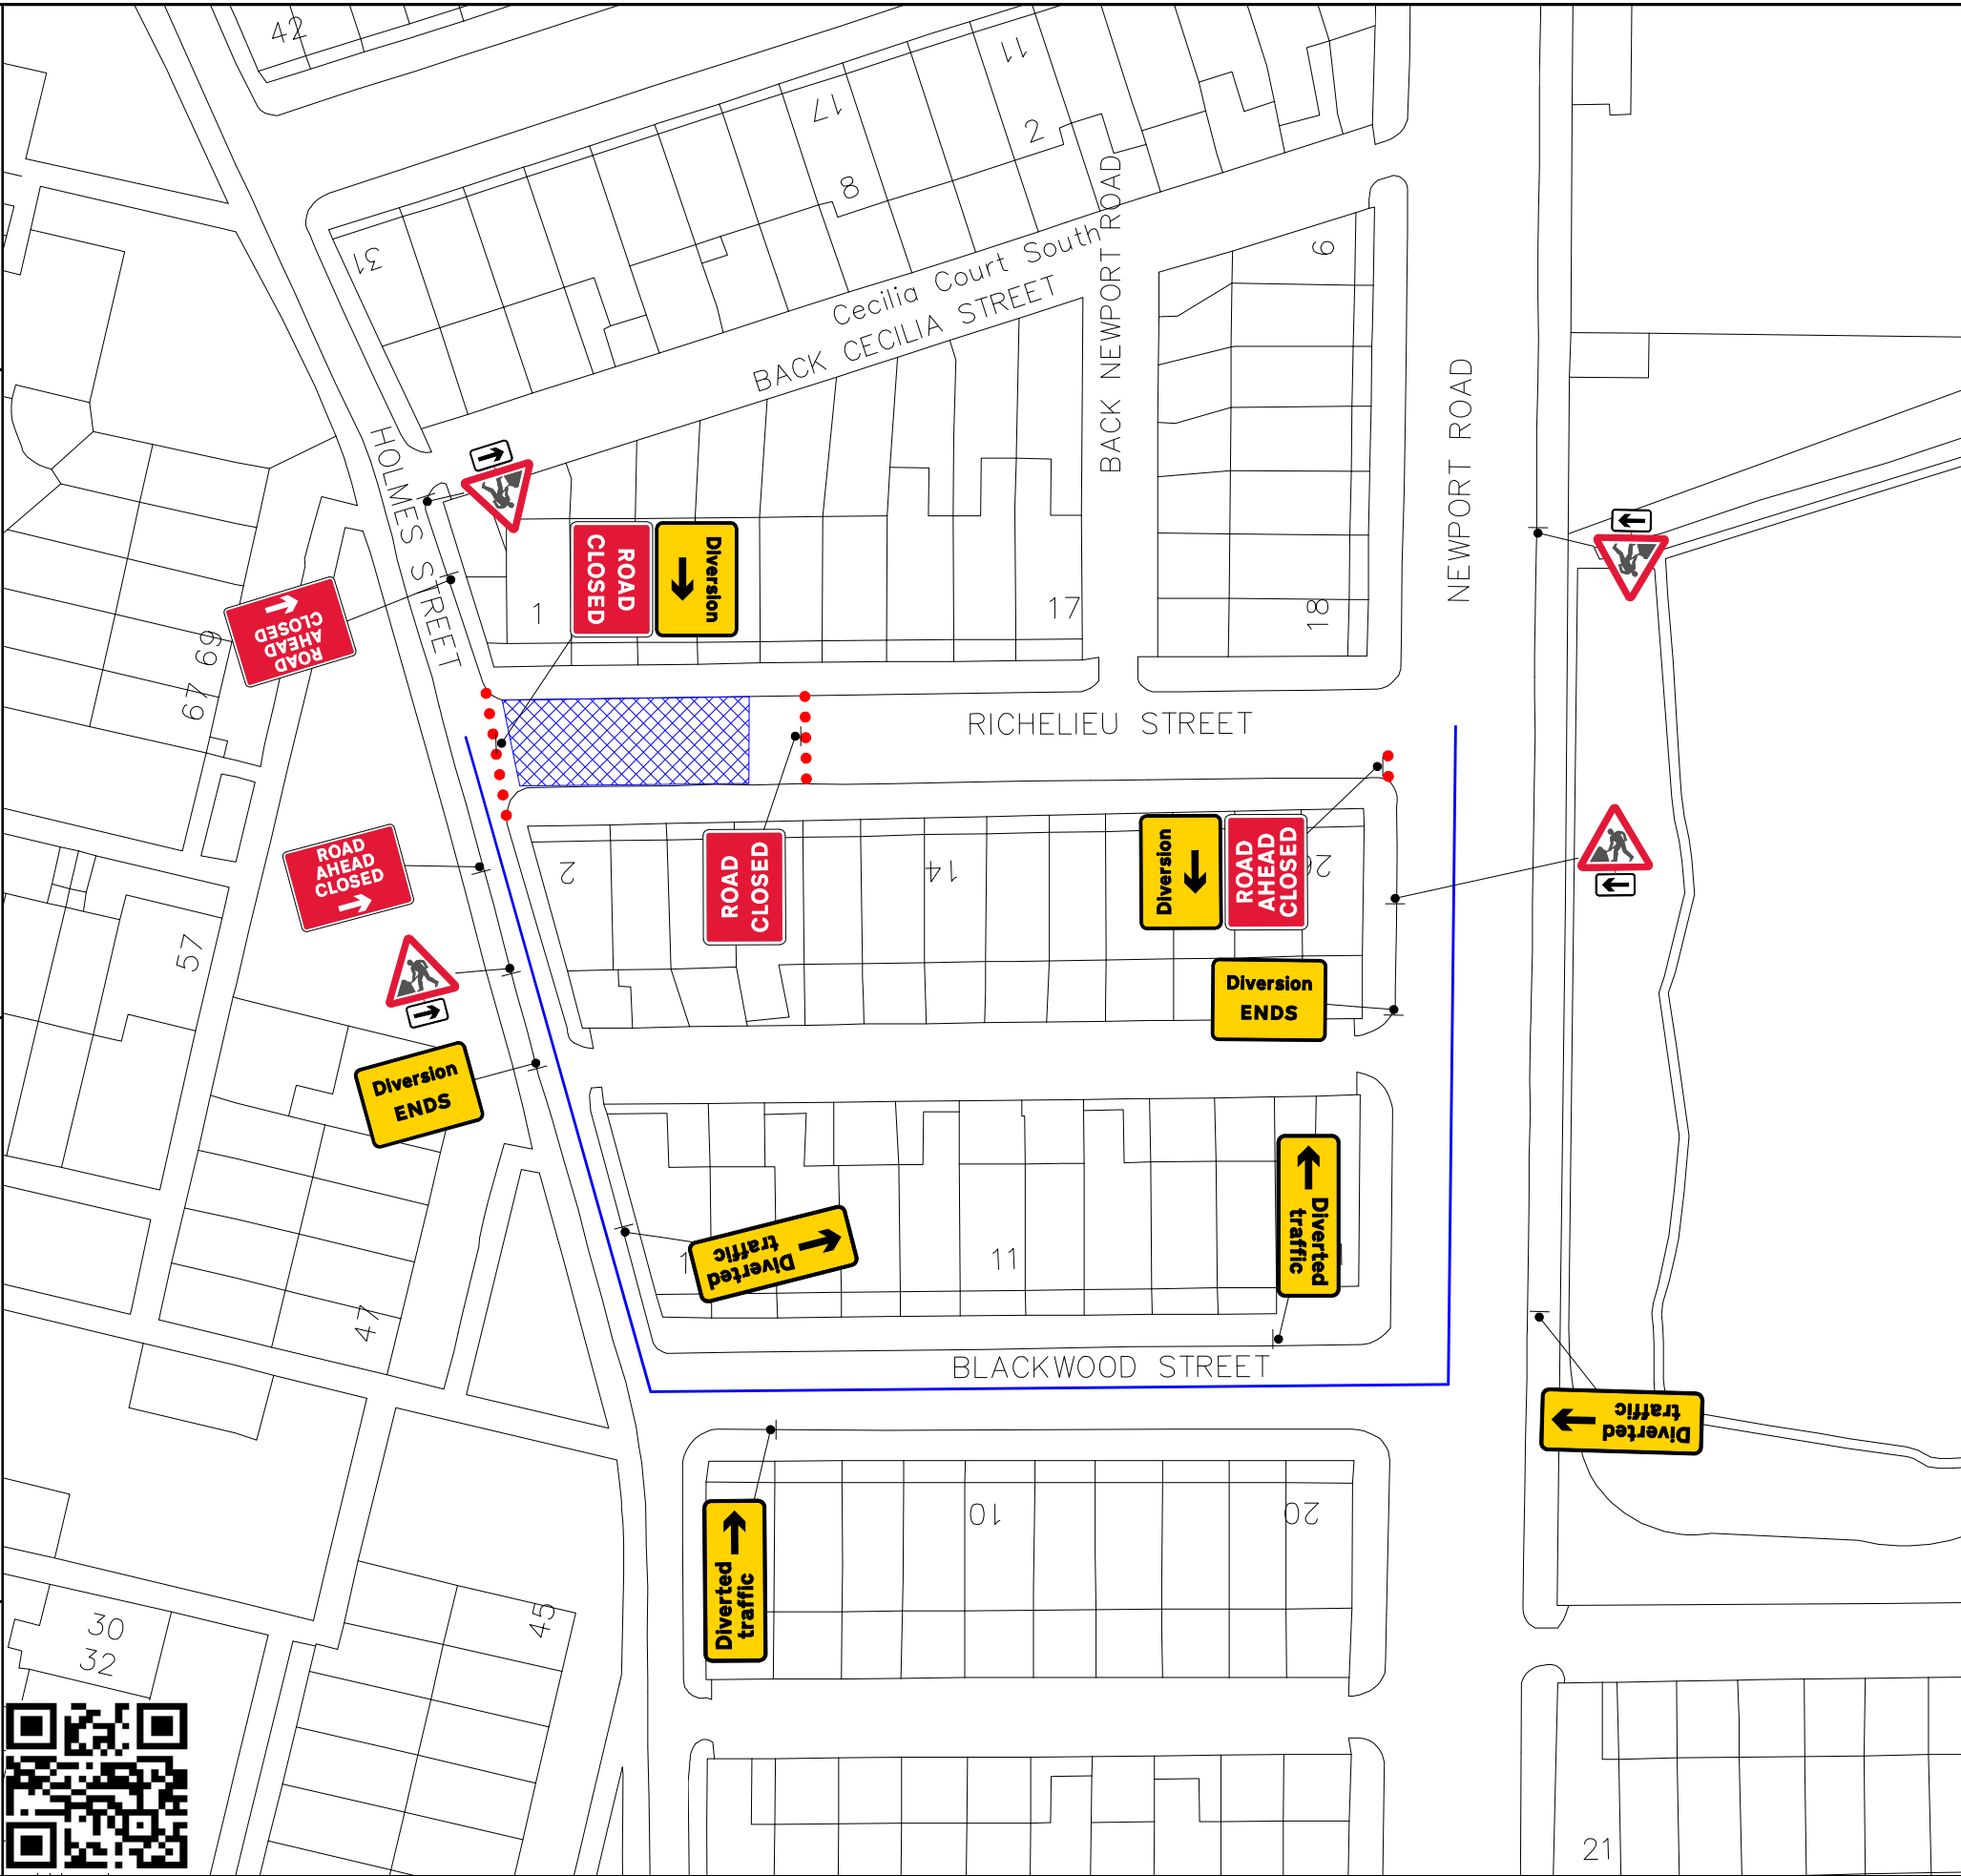 42
11
17
2
8
31
6
Cecilia Court South
BACK CECILIA STREET
BACK NEWPORT ROAD
NEWPORT ROAD
HOLMES STREET
ROAD
CLOSED
Diversion
1
17
18
ROAD
AHEAD
CLOSED
69
67
RICHELIEU STREET
ROAD
AHEAD
CLOSED
2
ROAD
CLOSED
14
Diversion
ROAD
AHEAD
CLOSED
26
57
Diversion
ENDS
Diversion
ENDS
Diverted
traffic
1
11
Diverted
traffic
47
BLACKWOOD STREET
Diverted
traffic
10
20
Diverted
traffic
45
30
32
21